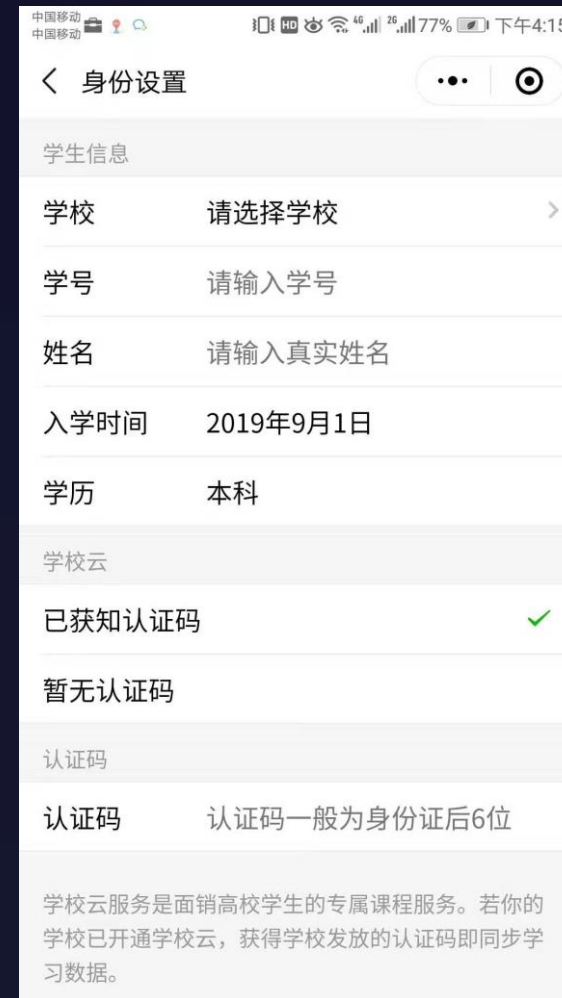 中国移动
中国移动
HD 4G 2G 77% 下午4:15
身份设置
学生信息
学校 请选择学校
学号 请输入学号
姓名 请输入真实姓名
入学时间 2019年9月1日
学历 本科
学校云
已获知认证码
暂无认证码
认证码
认证码 认证码一般为身份证后6位
学校云服务是面销高校学生的专属课程服务。若你的
学校已开通学校云，获得学校发放的认证码即同步学
习数据。